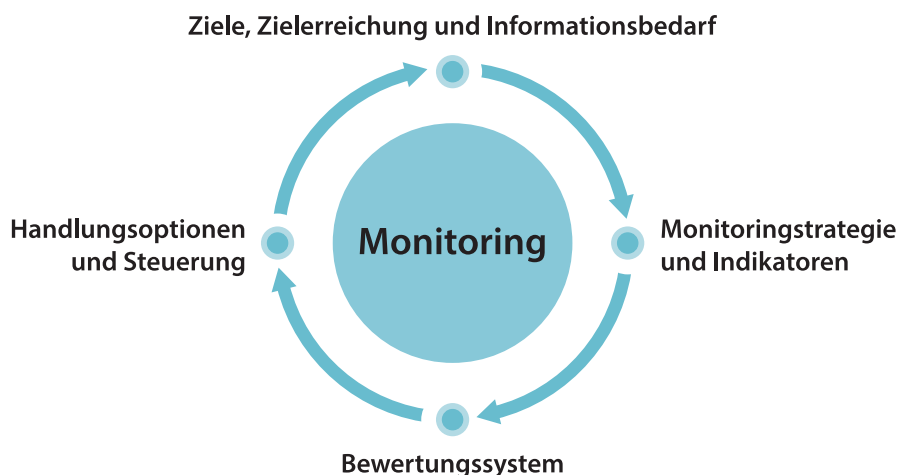 Ziele, Zielerreichung und Informationsbedarf
Handlungsoptionen
und Steuerung
Monitoring
Monitoringstrategie
und Indikatoren
Bewertungssystem